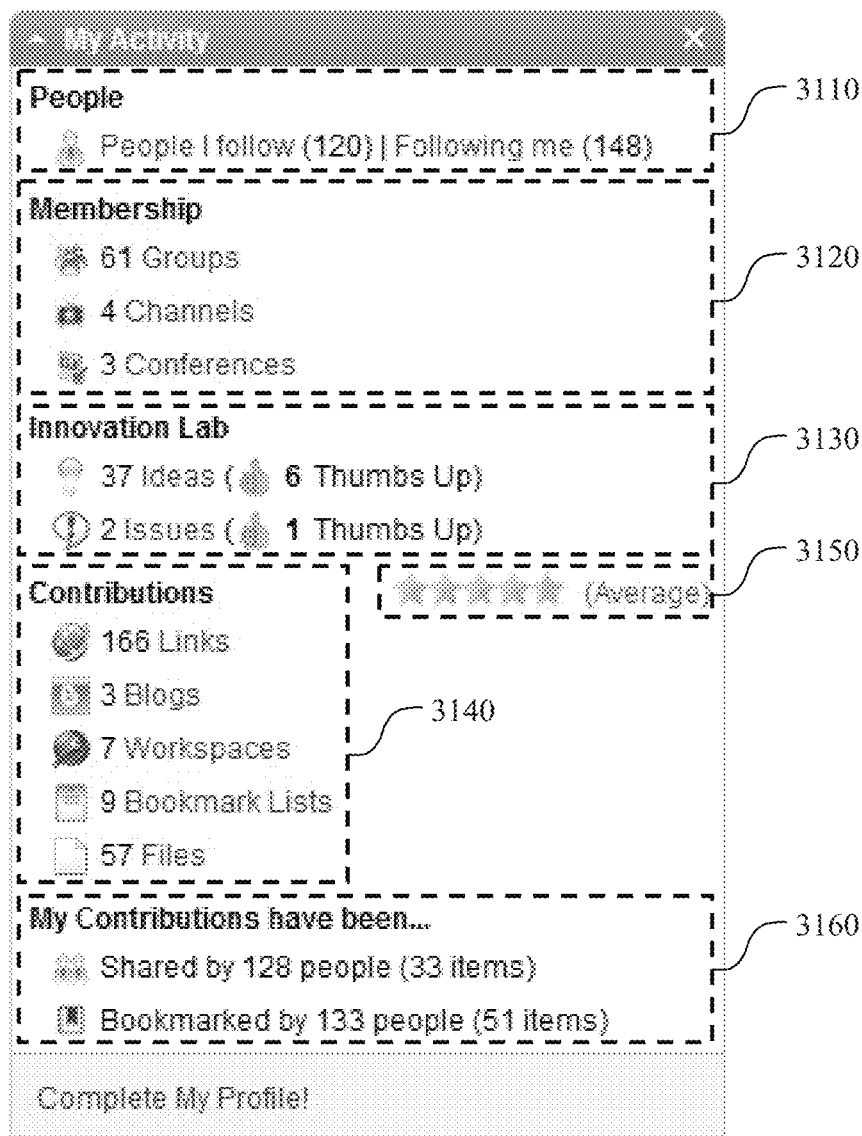 My Activity
People
People I follow (120) | Following me (148)
3110
Membership
61 Groups
4 Channels
3 Conferences
3120
Innovation Lab
37 Ideas ( 6 Thumbs Up)
2 Issues ( 1 Thumbs Up)
3130
Contributions
(Average)
3150
166 Links
3 Blogs
7 Workspaces
9 Bookmark Lists
57 Files
3140
My Contributions have been...
Shared by 128 people (33 items)
Bookmarked by 133 people (51 items)
3160
Complete My Profile!